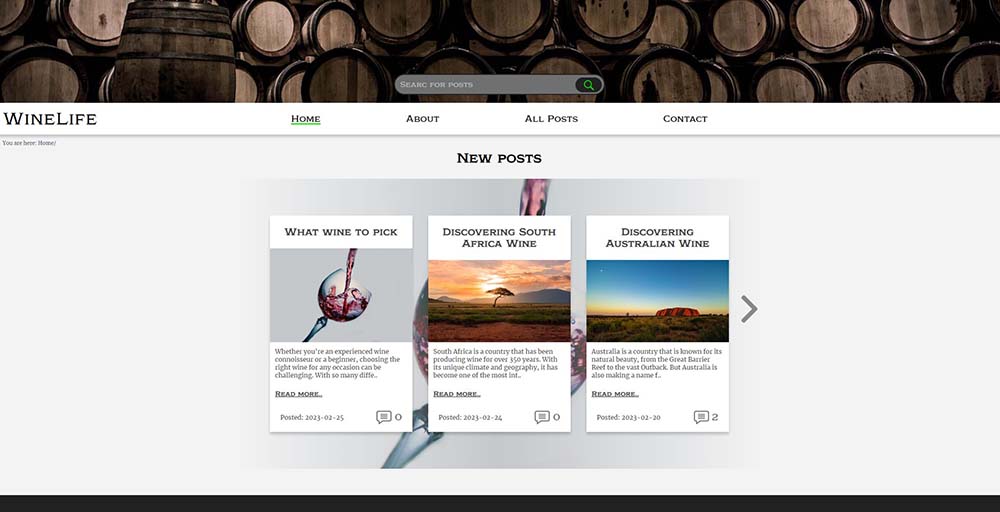 Searc for posts
WineLife
Home About All Posts Contact
You are here: Home/
New posts
What wine to pick
Whether you're an experienced wine
connoisseur or a beginner, choosing the
right wine for any occasion can be
challenging. With so many diffe..
Read more..
Posted: 2023-02-25 0
Discovering South
Africa Wine
South Africa is a country that has been
producing wine for over 350 years. With
its unique climate and geography, it has
become one of the most int..
Read more..
Posted: 2023-02-24 0
Discovering
Australian Wine
Australia is a country that is known for its
natural beauty, from the Great Barrier
Reef to the vast Outback. But Australia is
also making a name f..
Read more..
Posted: 2023-02-20 2